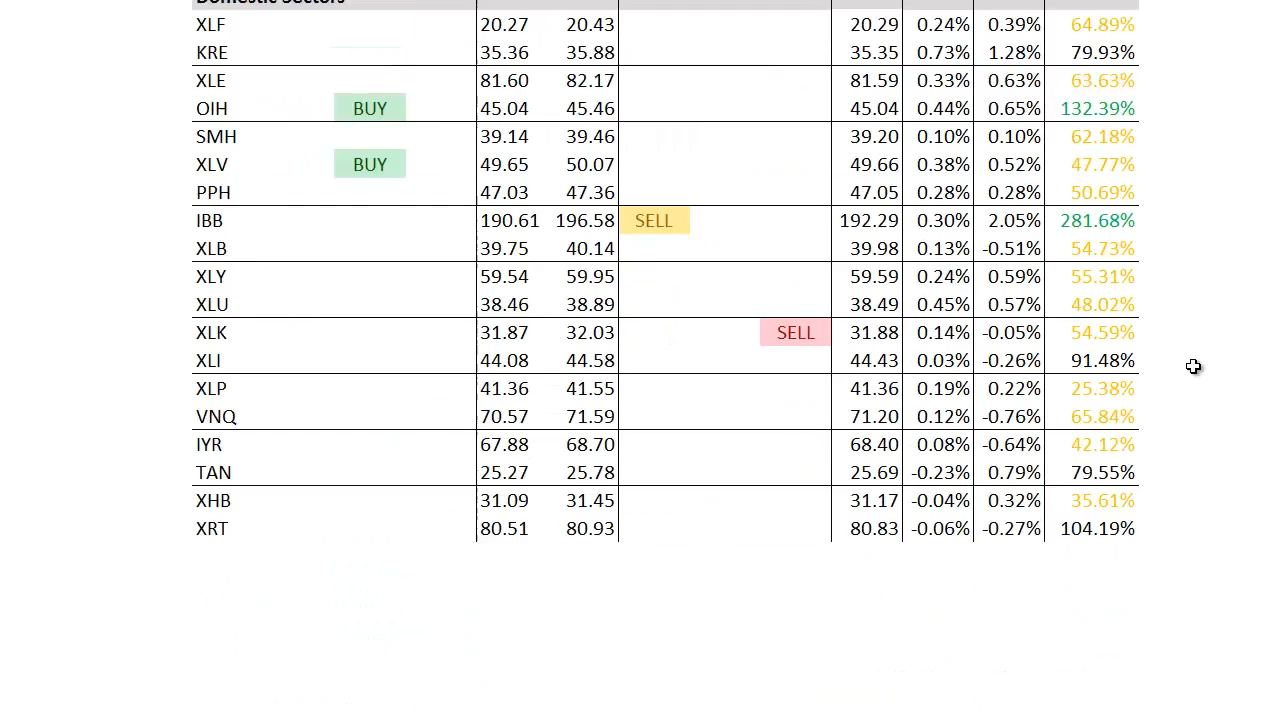 Domestic Sectors
XLF 20.27 20.43 20.29 0.24% 0.39% 64.89%
KRE 35.36 35.88 35.35 0.73% 1.28% 79.93%
XLE 81.60 82.17 81.59 0.33% 0.63% 63.63%
OIH BUY 45.04 45.46 45.04 0.44% 0.65% 132.39%
SMH 39.14 39.46 39.20 0.10% 0.10% 62.18%
XLV BUY 49.65 50.07 49.66 0.38% 0.52% 47.77%
PPH 47.03 47.36 47.05 0.28% 0.28% 50.69%
IBB 190.61 196.58 SELL 192.29 0.30% 2.05% 281.68%
XLB 39.75 40.14 39.98 0.13% -0.51% 54.73%
XLY 59.54 59.95 59.59 0.24% 0.59% 55.31%
XLU 38.46 38.89 38.49 0.45% 0.57% 48.02%
XLK 31.87 32.03 SELL 31.88 0.14% -0.05% 54.59%
XLI 44.08 44.58 44.43 0.03% -0.26% 91.48%
XLP 41.36 41.55 41.36 0.19% 0.22% 25.38%
VNQ 70.57 71.59 71.20 0.12% -0.76% 65.84%
IYR 67.88 68.70 68.40 0.08% -0.64% 42.12%
TAN 25.27 25.78 25.69 -0.23% 0.79% 79.55%
XHB 31.09 31.45 31.17 -0.04% 0.32% 35.61%
XRT 80.51 80.93 80.83 -0.06% -0.27% 104.19%